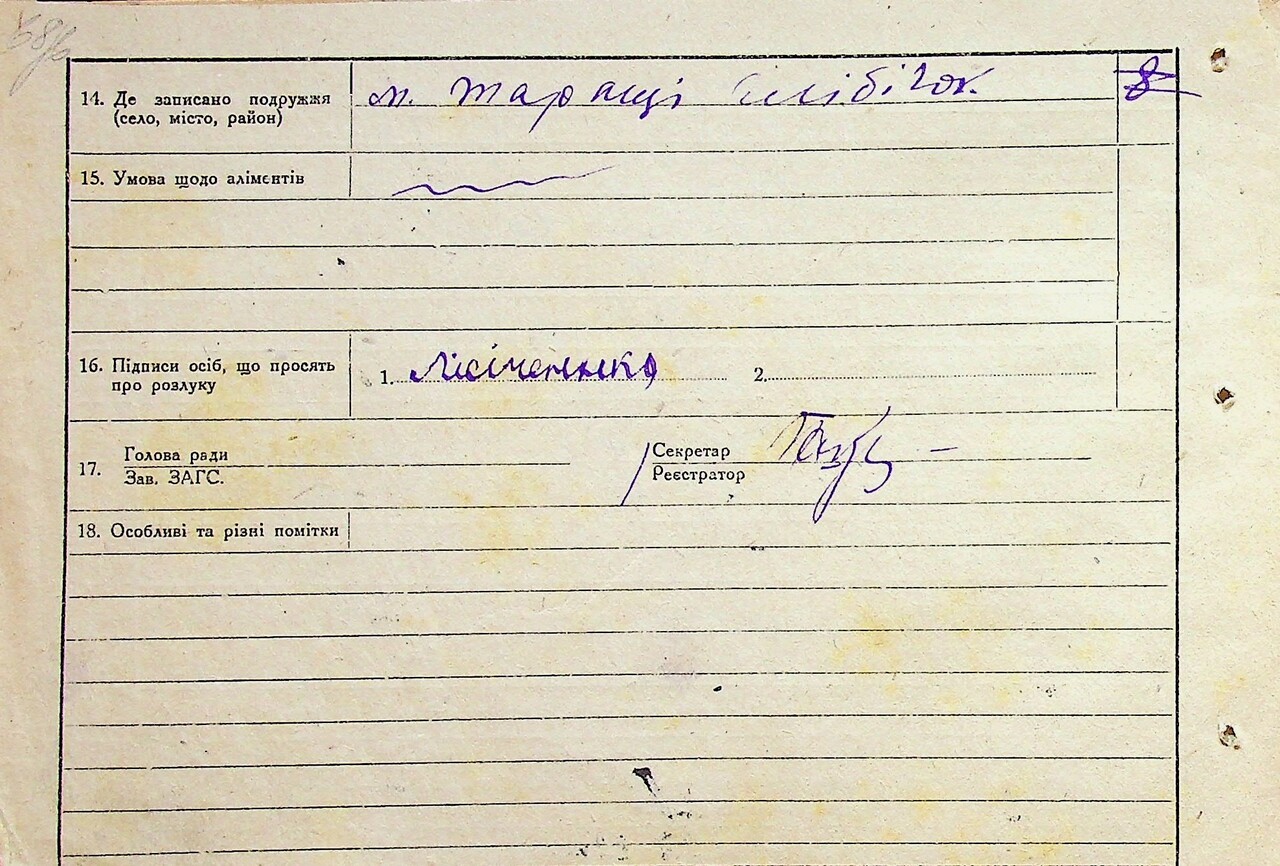 14. Де записано подружжя (село, місто, район) м. Таращі 8
15. Умова щодо аліментів
16. Підписи осіб, що просять про розлуку 1. Лісіченко 2.
17. Голова ради Секретар
Зав. ЗАГС. Реєстратор
18. Особливі та різні помітки